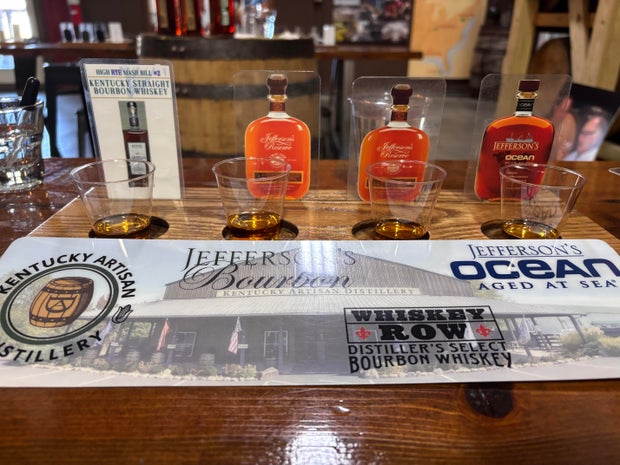 HIGH RYE MASH BILL #2
KENTUCKY STRAIGHT
BOURBON WHISKEY
Jefferson's
Reserve
Jefferson's
Reserve
JEFFERSON'S
OCEAN
KENTUCKY ARTISAN
DISTILLERY
JEFFERSON'S
Bourbon
KENTUCKY ARTISAN DISTILLERY
JEFFERSON'S
OCEAN
AGED AT SEA®
WHISKEY
ROW
DISTILLER'S SELECT
BOURBON WHISKEY